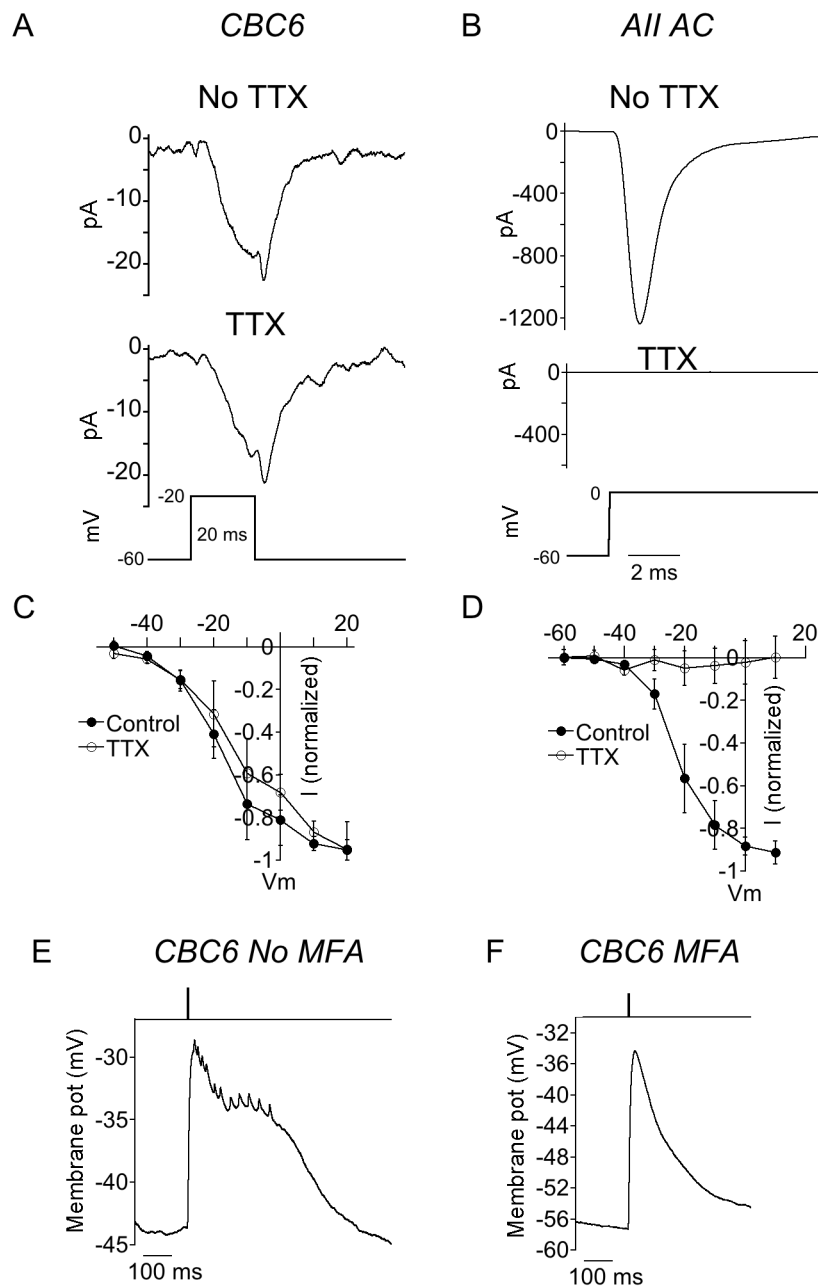 A CBC6
B AII AC
No TTX
0
-10
-20
pA
No TTX
0
-400
-800
-1200
pA
TTX
0
-10
-20
pA
TTX
0
-400
pA
-20
20 ms
-60
mV
0
-60
mV
2 ms
C
-40 -20 0 20
-0.2
-0.4
-0.6
-0.8
-1
I (normalized)
Control
TTX
Vm
D
-60 -40 -20 0 20
0
-0.2
-0.4
-0.6
-0.8
-1
I (normalized)
Control
TTX
Vm
E CBC6 No MFA
Membrane pot (mV)
-30
-35
-40
-45
100 ms
F CBC6 MFA
Membrane pot (mV)
-32
-36
-40
-44
-48
-52
-56
-60
100 ms